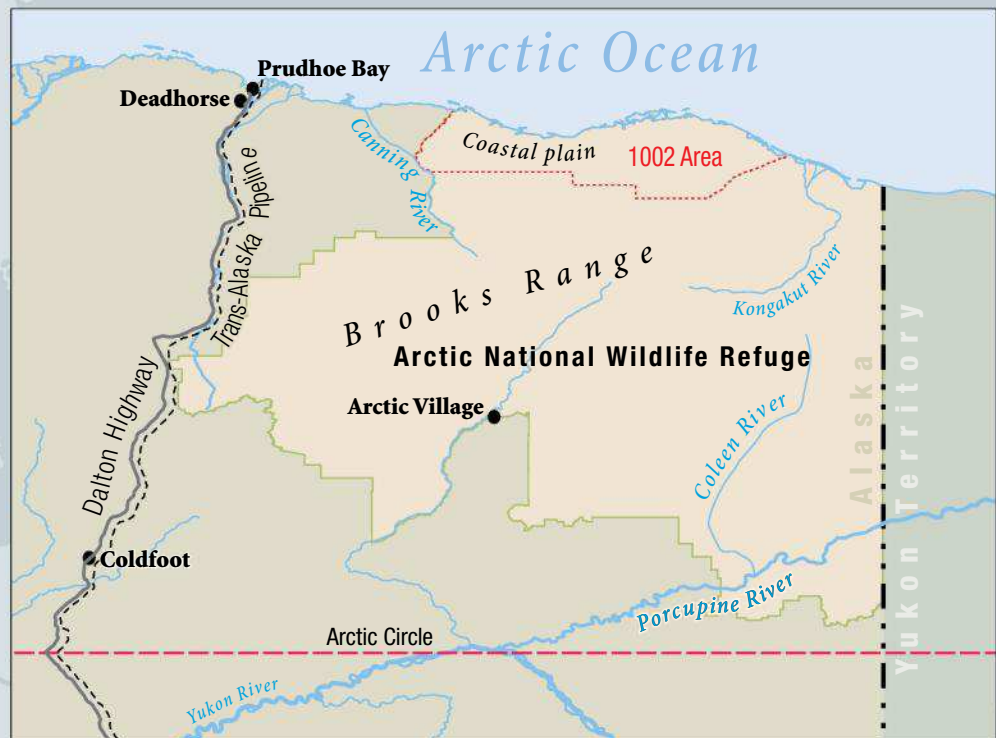 Arctic Ocean
Prudhoe Bay
Deadhorse
Canning River
Coastal plain
1002 Area
Trans-Alaska Pipeline
Brooks Range
Kongakut River
Arctic National Wildlife Refuge
Dalton Highway
Arctic Village
Coleen River
Alaska
Yukon Territory
Coldfoot
Porcupine River
Arctic Circle
Yukon River